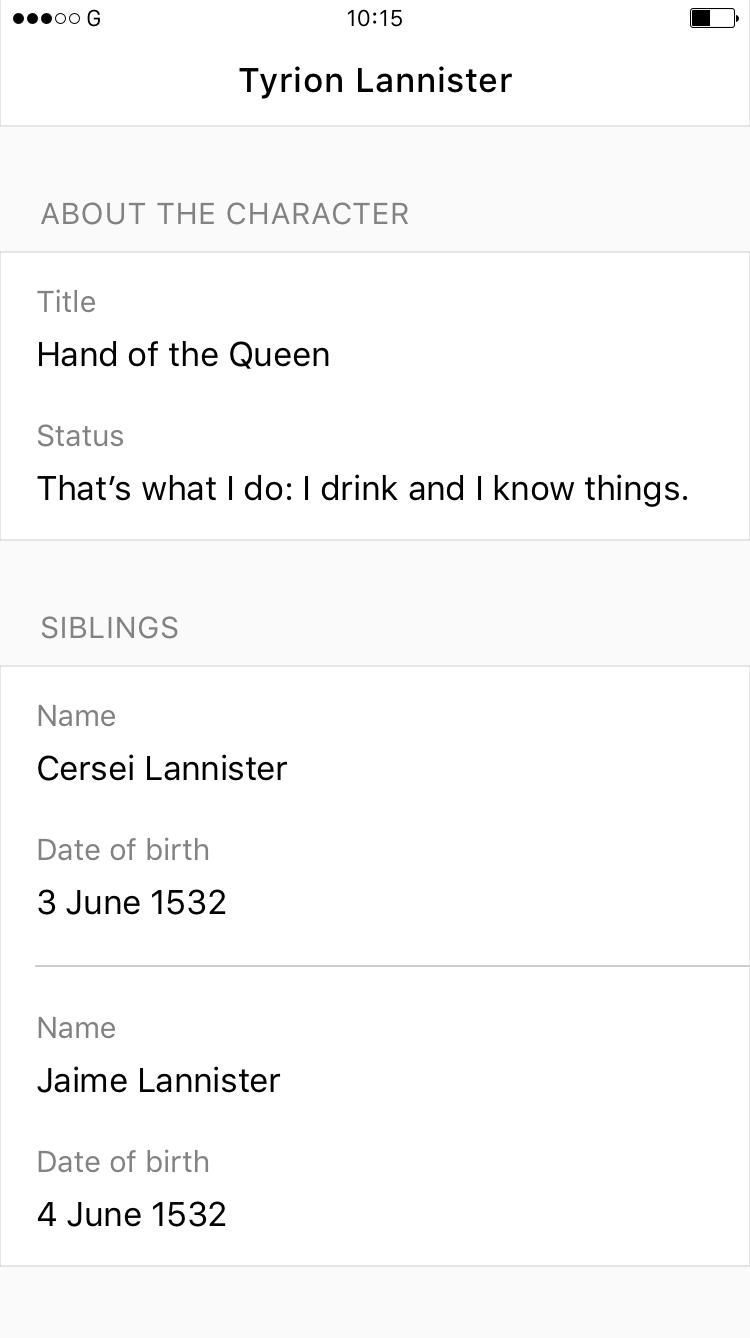 G 10:15
Tyrion Lannister
ABOUT THE CHARACTER
Title
Hand of the Queen
Status
That’s what I do: I drink and I know things.
SIBLINGS
Name
Cersei Lannister
Date of birth
3 June 1532
Name
Jaime Lannister
Date of birth
4 June 1532